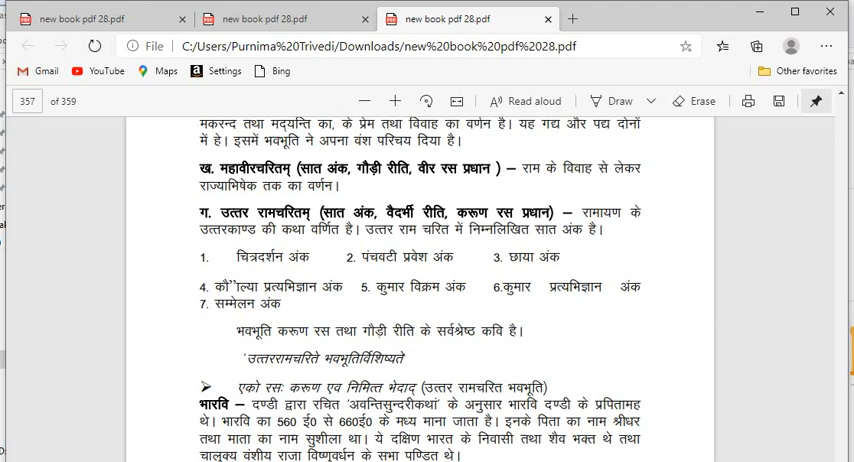 new book pdf 28.pdf
new book pdf 28.pdf
new book pdf 28.pdf
File
C:/Users/Purnima%20Trivedi/Downloads/new%20book%20pdf%2028.pdf
Gmail
YouTube
Maps
Settings
Bing
Other favorites
357 of 359
Read aloud
Draw
Erase
मकरन्द तथा मद्यन्ति का, के प्रेम तथा विवाह का वर्णन है। यह गद्य और पद्य दोनों
में हे। इसमें भवभूति ने अपना वंश परिचय दिया है।
ख. महावीरचरितम् (सात अंक, गौड़ी रीति, वीर रस प्रधान ) – राम के विवाह से लेकर
राज्याभिषेक तक का वर्णन।
ग. उत्तर रामचरितम् (सात अंक, वैदर्भी रीति, करूण रस प्रधान) – रामायण के
उत्तरकाण्ड की कथा वर्णित है। उत्तर राम चरित में निम्नलिखित सात अंक है।
1. चित्रदर्शन अंक 2. पंचवटी प्रवेश अंक 3. छाया अंक
4. कौ”ाल्या प्रत्यभिज्ञान अंक 5. कुमार विक्रम अंक 6.कुमार प्रत्यभिज्ञान अंक
7. सम्मेलन अंक
भवभूति करूण रस तथा गौड़ी रीति के सर्वश्रेष्ठ कवि है।
'उत्तररामचरिते भवभूतिर्विशिष्यते
➢ एको रसः करूण एव निमित्त भेदाद् (उत्तर रामचरित भवभूति)
भारवि – दण्डी द्वारा रचित 'अवन्तिसुन्दरीकथां' के अनुसार भारवि दण्डी के प्रपितामह
थे। भारवि का 560 ई0 से 660ई0 के मध्य माना जाता है। इनके पिता का नाम श्रीधर
तथा माता का नाम सुशीला था। ये दक्षिण भारत के निवासी तथा शैव भक्त थे तथा
चालुक्य वंशीय राजा विष्णुवर्धन के सभा पण्डित थे।